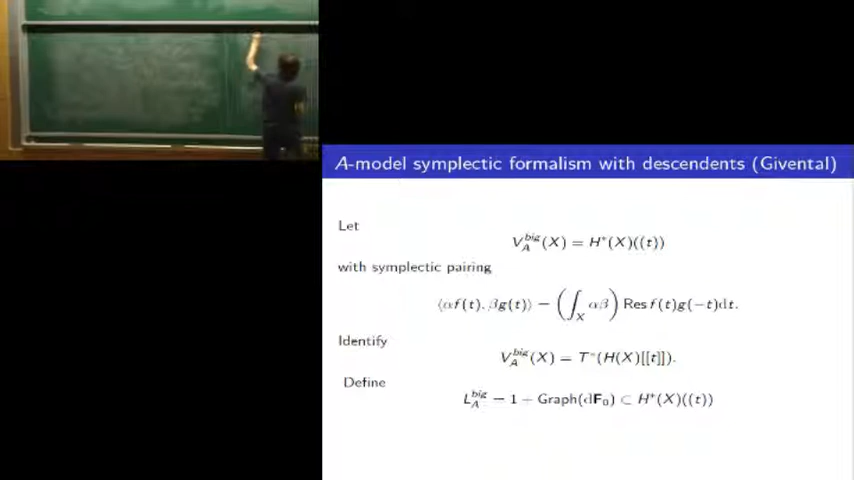 A-model symplectic formalism with descendents (Givental)
Let
V_A^{big}(X) = H*(X)((t))
with symplectic pairing
⟨αf(t), βg(t)⟩ = (∫_X αβ) Res f(t)g(−t)dt.
Identify
V_A^{big}(X) = T*(H(X)[[t]]).
Define
L_A^{big} = 1 + Graph(dF₀) ⊂ H*(X)((t))